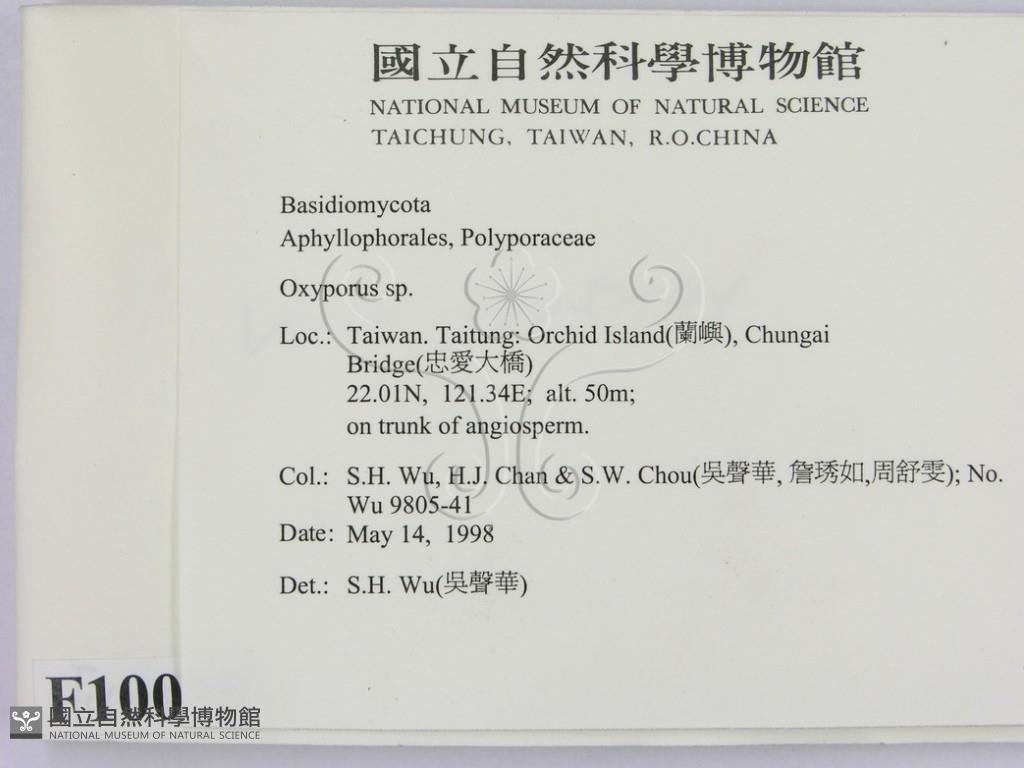 國立自然科學博物館
NATIONAL MUSEUM OF NATURAL SCIENCE
TAICHUNG, TAIWAN, R.O.CHINA
Basidiomycota
Aphyllophorales, Polyporaceae
Oxyporus sp.
Loc.: Taiwan. Taitung: Orchid Island(蘭嶼), Chungai
Bridge(忠愛大橋)
22.01N, 121.34E; alt. 50m;
on trunk of angiosperm.
Col.: S.H. Wu, H.J. Chan & S.W. Chou(吳聲華, 詹琇如,周舒雯); No.
Wu 9805-41
Date: May 14, 1998
Det.: S.H. Wu(吳聲華)
F100
國立自然科學博物館
NATIONAL MUSEUM OF NATURAL SCIENCE